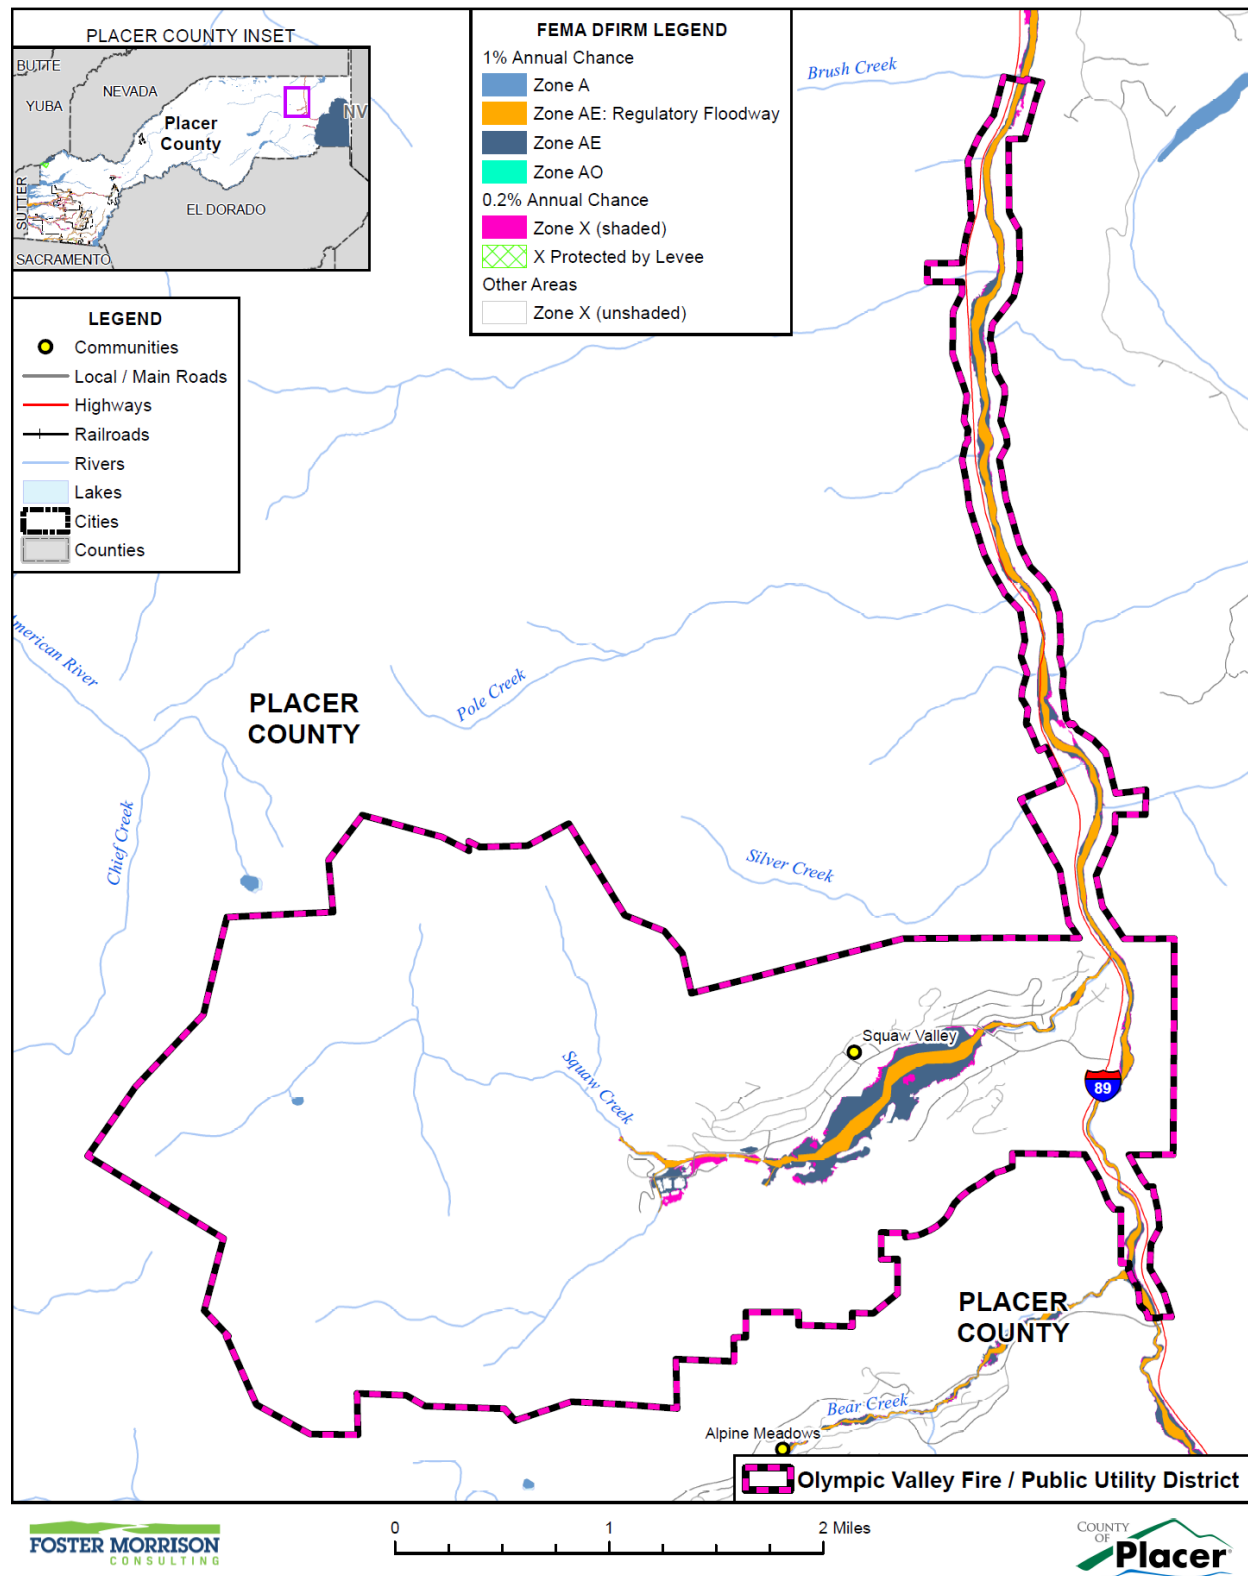 PLACER COUNTY INSET
BUTTE
YUBA
NEVADA
NV
Placer
County
SUTTER
EL DORADO
SACRAMENTO
FEMA DFIRM LEGEND
1% Annual Chance
Zone A
Zone AE: Regulatory Floodway
Zone AE
Zone AO
0.2% Annual Chance
Zone X (shaded)
X Protected by Levee
Other Areas
Zone X (unshaded)
LEGEND
Communities
Local / Main Roads
Highways
Railroads
Rivers
Lakes
Cities
Counties
Brush Creek
American River
PLACER
COUNTY
Pole Creek
Chief Creek
Silver Creek
Squaw Valley
Squaw Creek
89
PLACER
COUNTY
Bear Creek
Alpine Meadows
Olympic Valley Fire / Public Utility District
FOSTER MORRISON
CONSULTING
0 1 2 Miles
COUNTY
OF
Placer